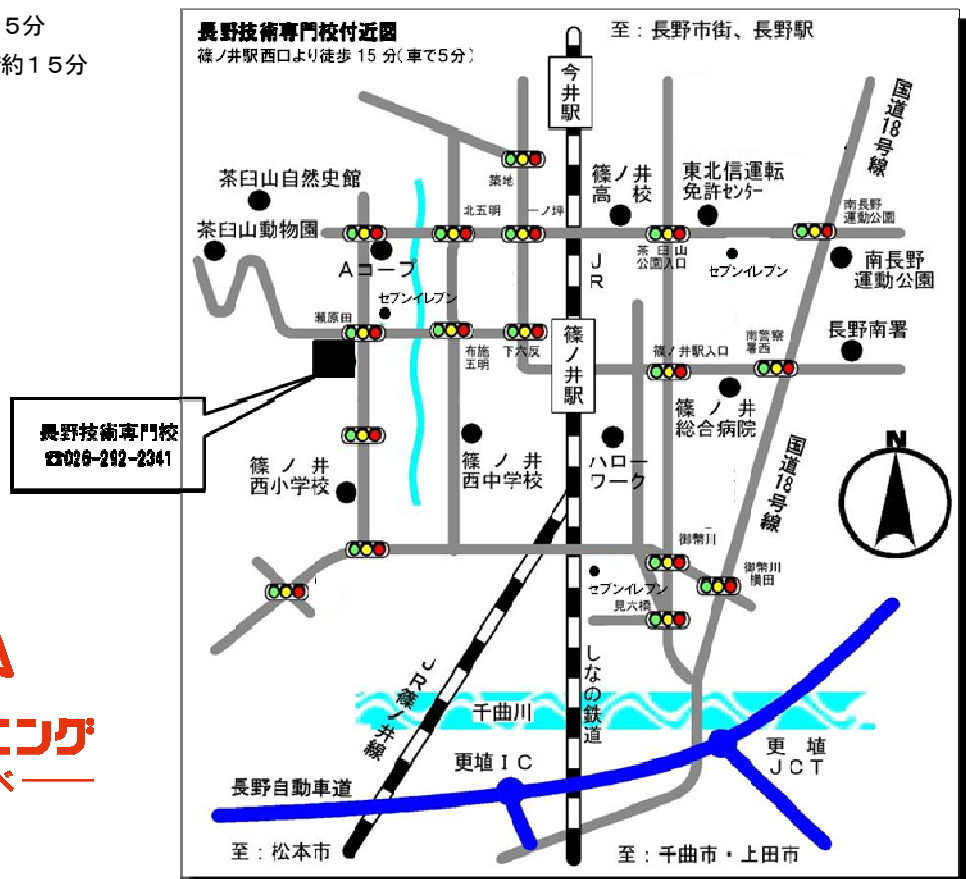 ５分
約１５分
長野技術専門校付近図
篠ノ井駅西口より徒歩 15 分(車で5分)
至：長野市街、長野駅
今井駅
国道18号線
築地
茶臼山自然史館
篠ノ井
高　校
東北信運転
免許センター
北五明
一ノ坪
南長野
運動公園
茶臼山動物園
Aコープ
JR
茶臼山
公園入口
セブンイレブン
南長野
運動公園
セブンイレブン
瀬原田
布施
五明
下六反
篠ノ井駅
篠ノ井駅入口
南警察
署西
長野南署
篠ノ井
総合病院
長野技術専門校
☎026-292-2341
篠ノ井
西小学校
篠ノ井
西中学校
ハロー
ワーク
国道18号線
N
御幣川
御幣川
横田
セブンイレブン
見六橋
JR篠ノ井線
しなの鉄道
千曲川
更埴IC
更埴
JCT
長野自動車道
至：松本市
至：千曲市・上田市
ニング